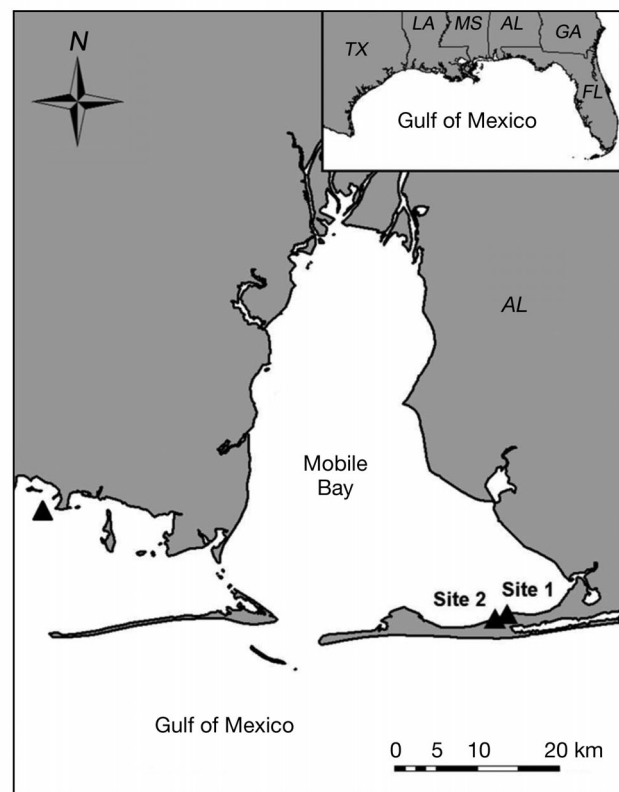 N
LA MS AL GA
TX
FL
Gulf of Mexico
AL
Mobile
Bay
Site 2 Site 1
Gulf of Mexico
0 5 10 20 km